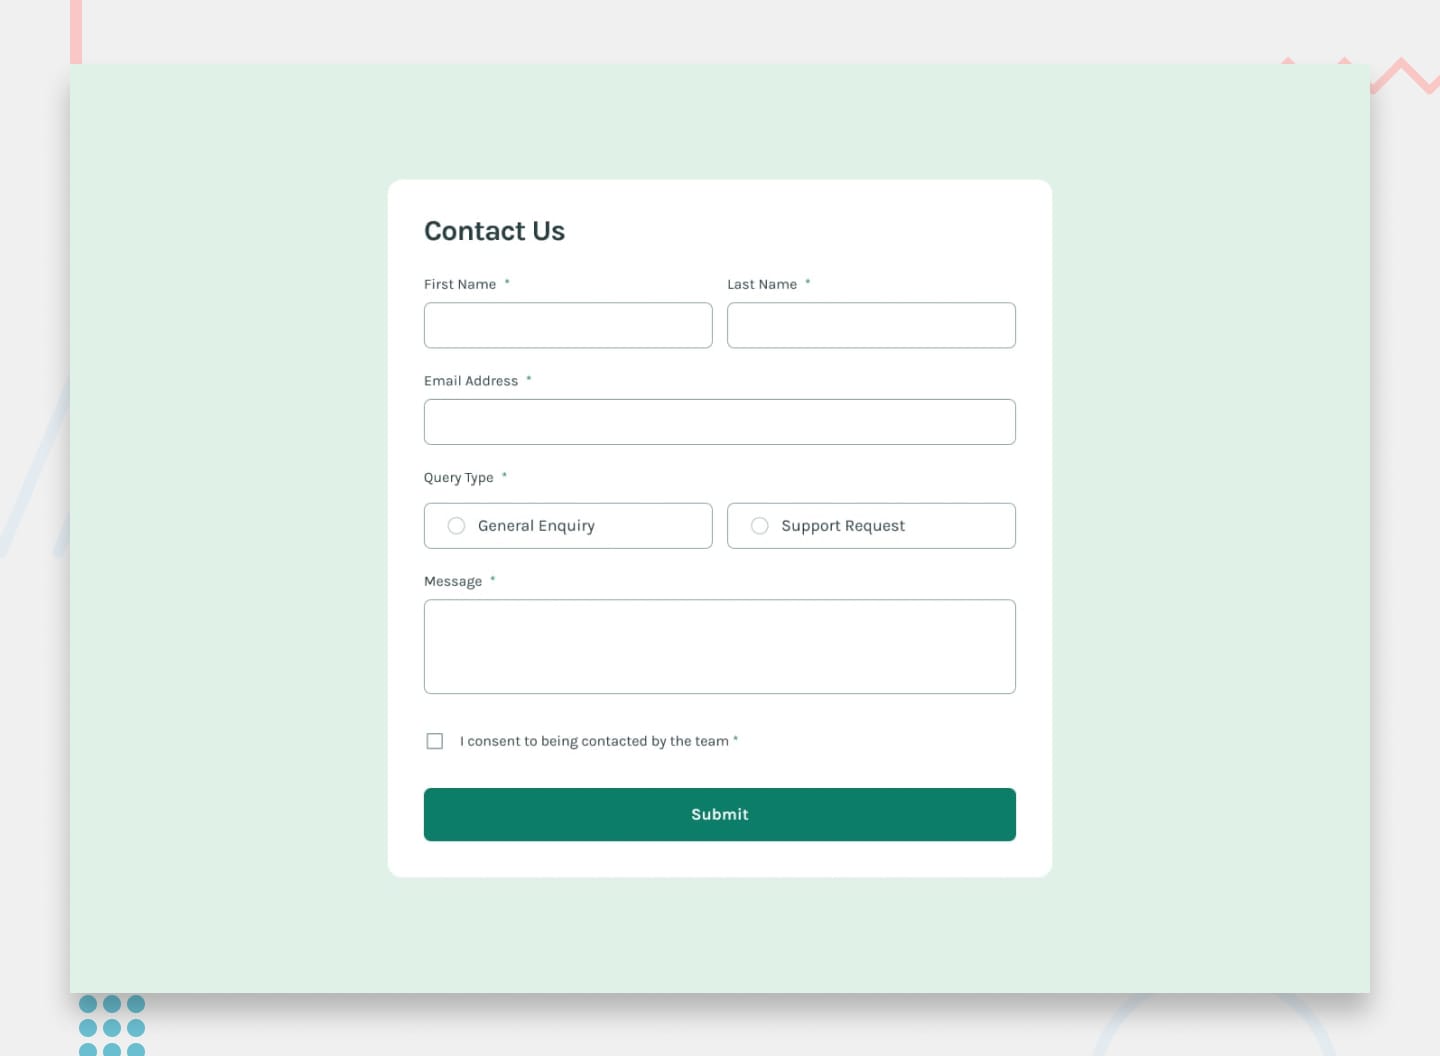 Contact Us
First Name *
Last Name *
Email Address *
Query Type *
General Enquiry
Support Request
Message *
I consent to being contacted by the team *
Submit